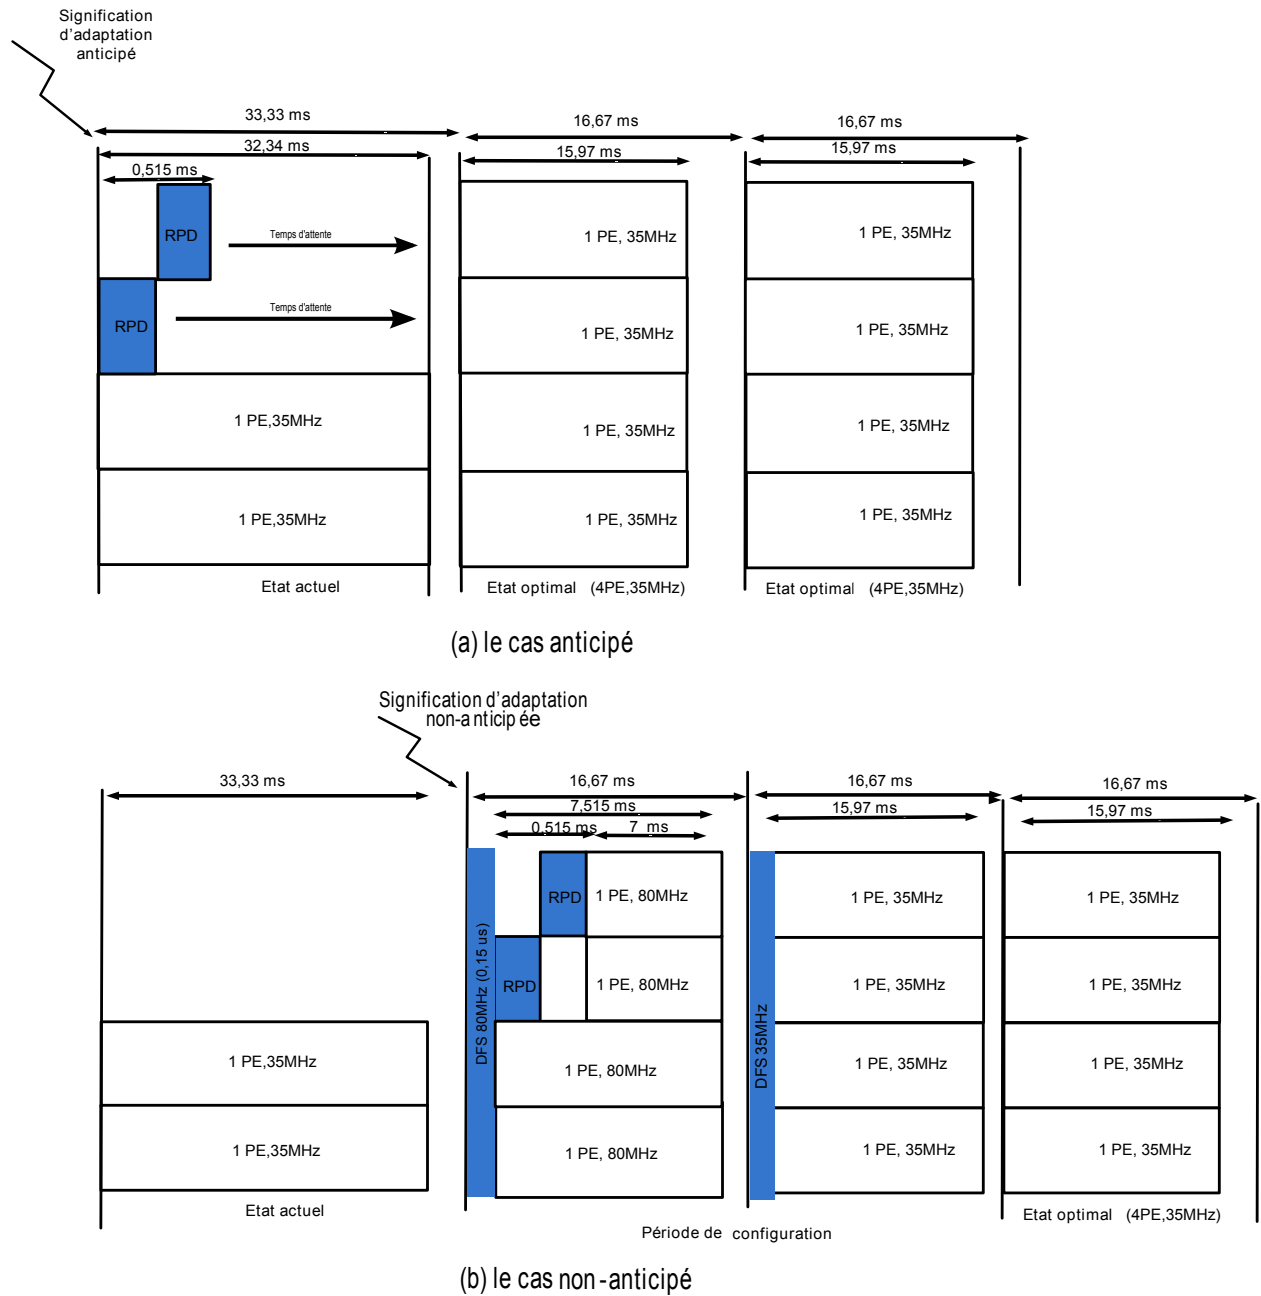 Signification
d'adaptation
anticipé
33,33 ms
16,67 ms
16,67 ms
32,34 ms
15,97 ms
15,97 ms
0,515 ms
RPD
Temps d'attente
1 PE, 35MHz
1 PE, 35MHz
RPD
Temps d'attente
1 PE, 35MHz
1 PE, 35MHz
1 PE,35MHz
1 PE, 35MHz
1 PE, 35MHz
1 PE,35MHz
1 PE, 35MHz
1 PE, 35MHz
Etat actuel
Etat optimal (4PE,35MHz)
Etat optimal (4PE,35MHz)
(a) le cas anticipé
Signification d'adaptation
non-anticipée
33,33 ms
16,67 ms
16,67 ms
16,67 ms
7,515 ms
15,97 ms
15,97 ms
0,515 ms
7 ms
DFS 80MHz (0,15 us)
RPD
1 PE, 80MHz
DFS 35MHz
1 PE, 35MHz
1 PE, 35MHz
RPD
1 PE, 80MHz
1 PE, 35MHz
1 PE, 35MHz
1 PE,35MHz
1 PE, 80MHz
1 PE, 35MHz
1 PE, 35MHz
1 PE,35MHz
1 PE, 80MHz
1 PE, 35MHz
1 PE, 35MHz
Etat actuel
Période de configuration
Etat optimal (4PE,35MHz)
(b) le cas non-anticipé